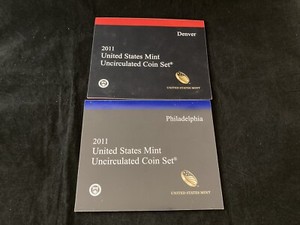 Denver
2011
United States Mint
Uncirculated Coin Set®
UNITED STATES MINT
Philadelphia
2011
United States Mint
Uncirculated Coin Set®
UNITED STATES MINT